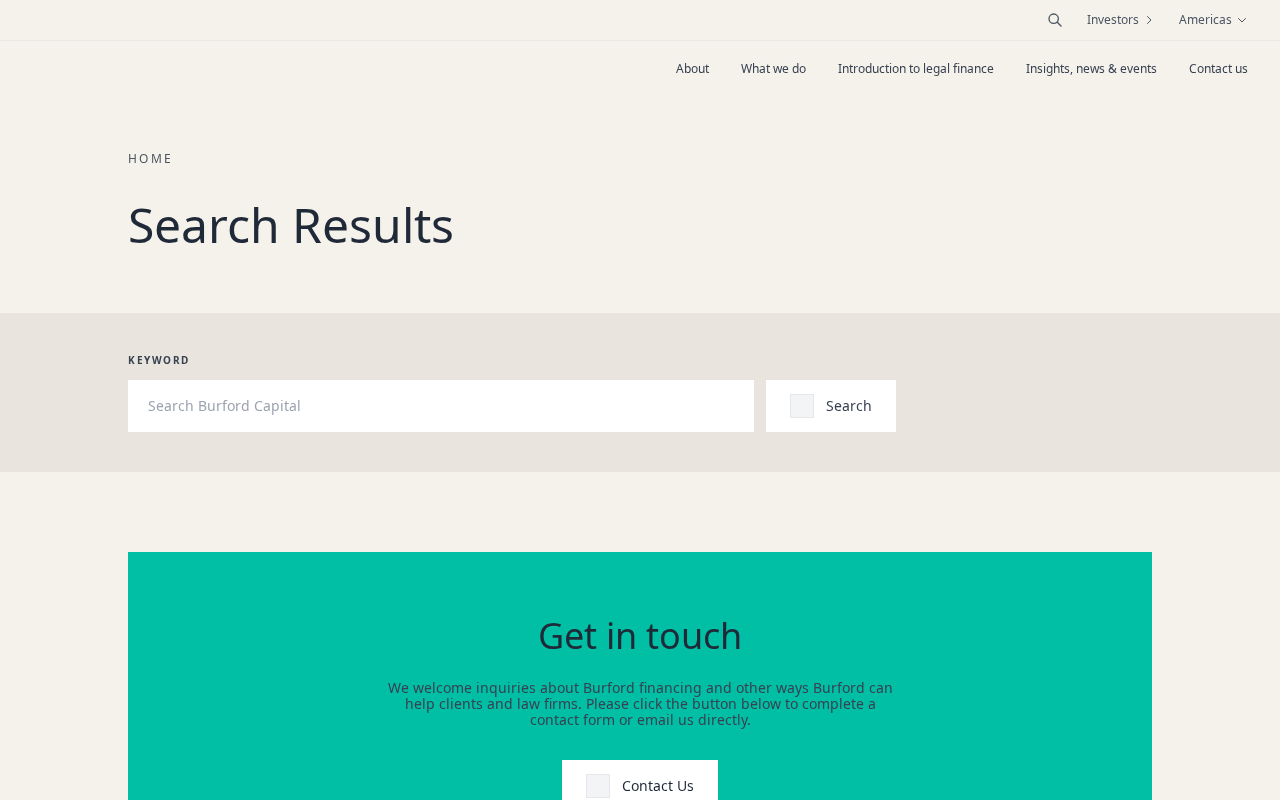 Investors
Americas
About
What we do
Introduction to legal finance
Insights, news & events
Contact us
HOME
Search Results
KEYWORD
Search Burford Capital
Search
Get in touch
We welcome inquiries about Burford financing and other ways Burford can
help clients and law firms. Please click the button below to complete a
contact form or email us directly.
Contact Us